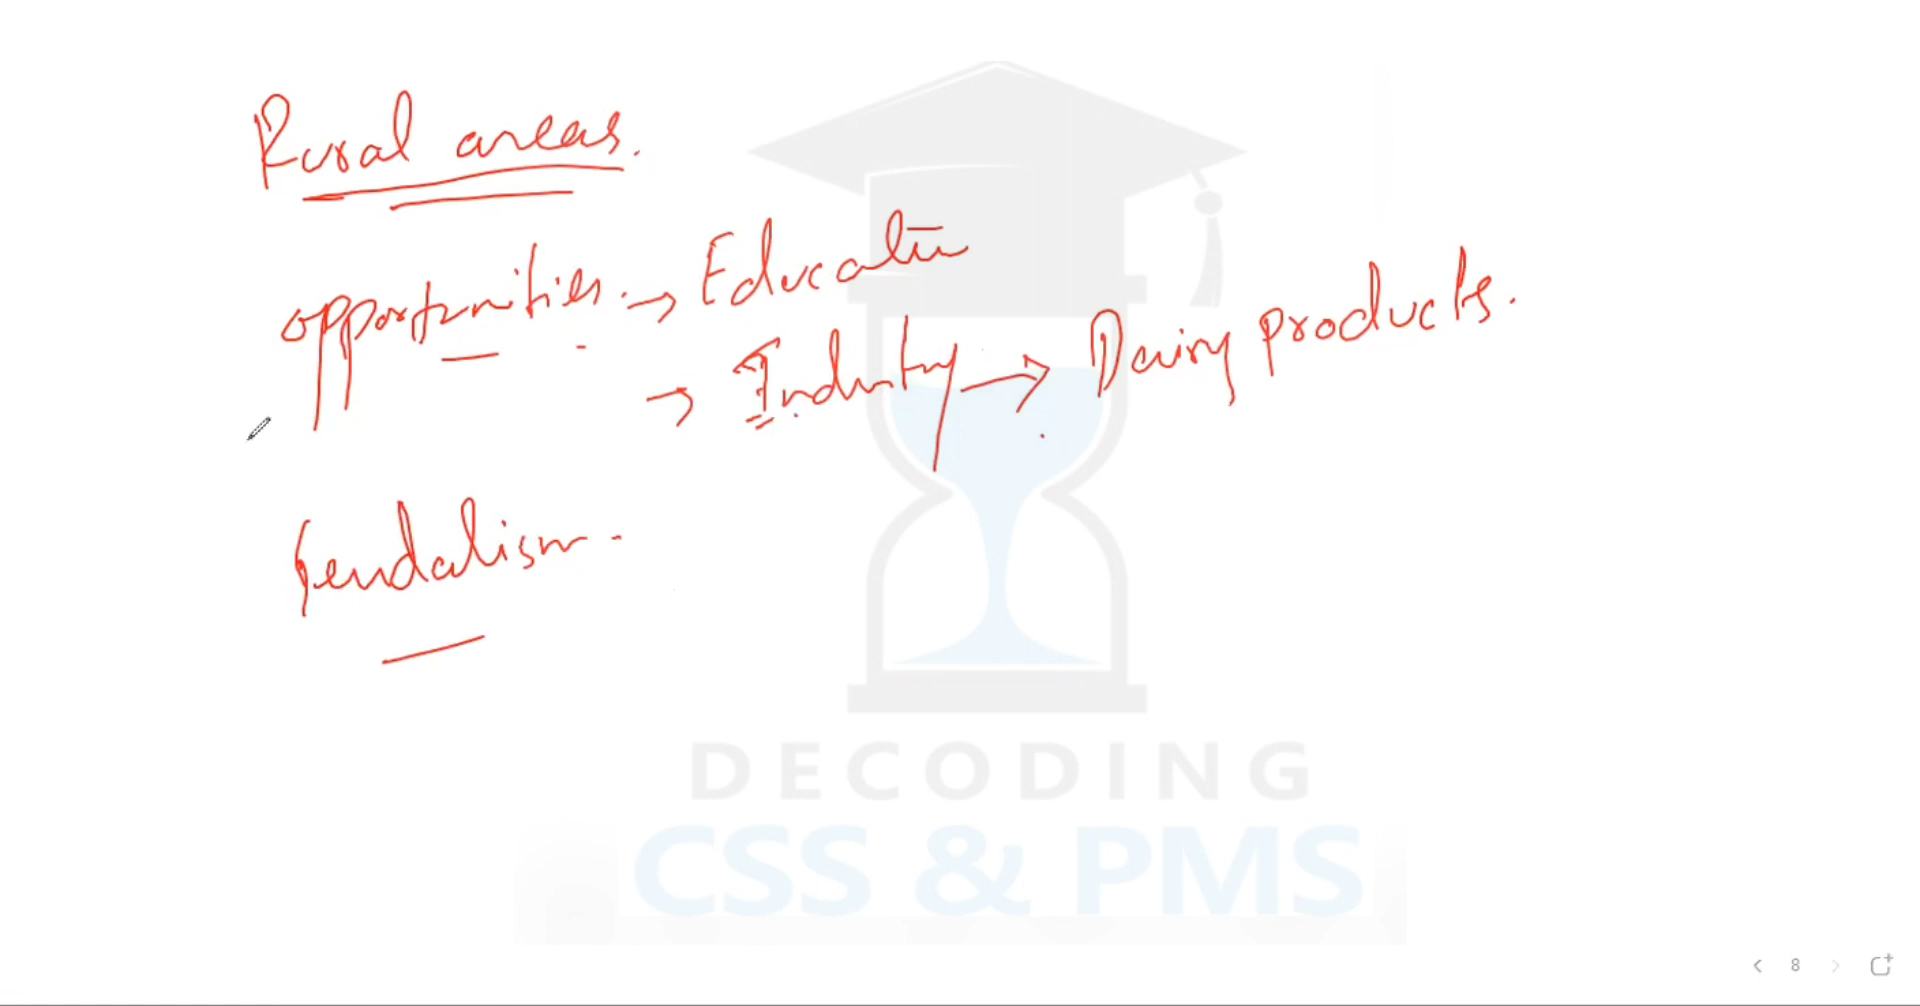 Rural areas.
opportunities. → Education
→ Industry → Dairy products.
feudalism.
DECODING
CSS & PMS
8